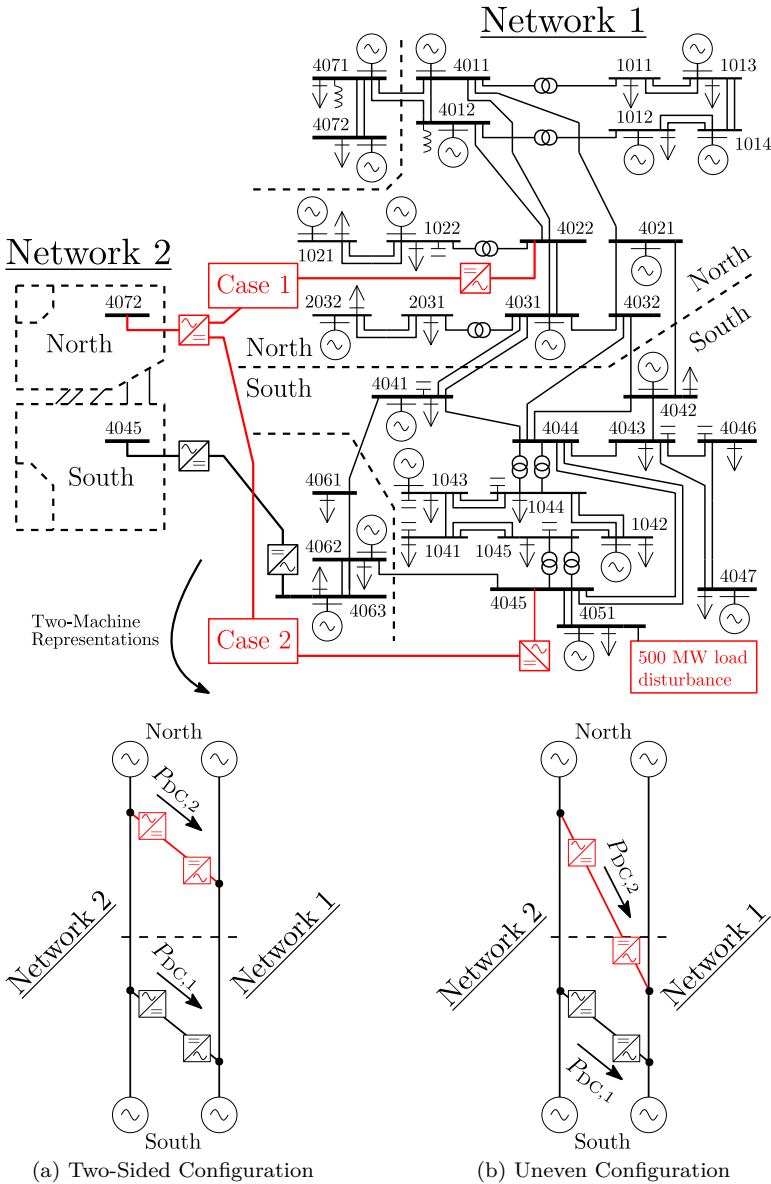 Network 1
4071
4011
1011
1013
4072
4012
1012
1014
1021
1022
4022
4021
Network 2
Case 1
North
4072
North
2032
2031
4031
4032
North
South
South
4041
4042
4045
South
4044
4043
4046
4061
1043
1044
1042
4062
1041
1045
4063
4045
4051
4047
Two-Machine
Representations
Case 2
500 MW load
disturbance
North
North
P_DC,2
P_DC,2
Network 2
Network 1
Network 2
Network 1
P_DC,1
P_DC,1
South
South
(a) Two-Sided Configuration
(b) Uneven Configuration